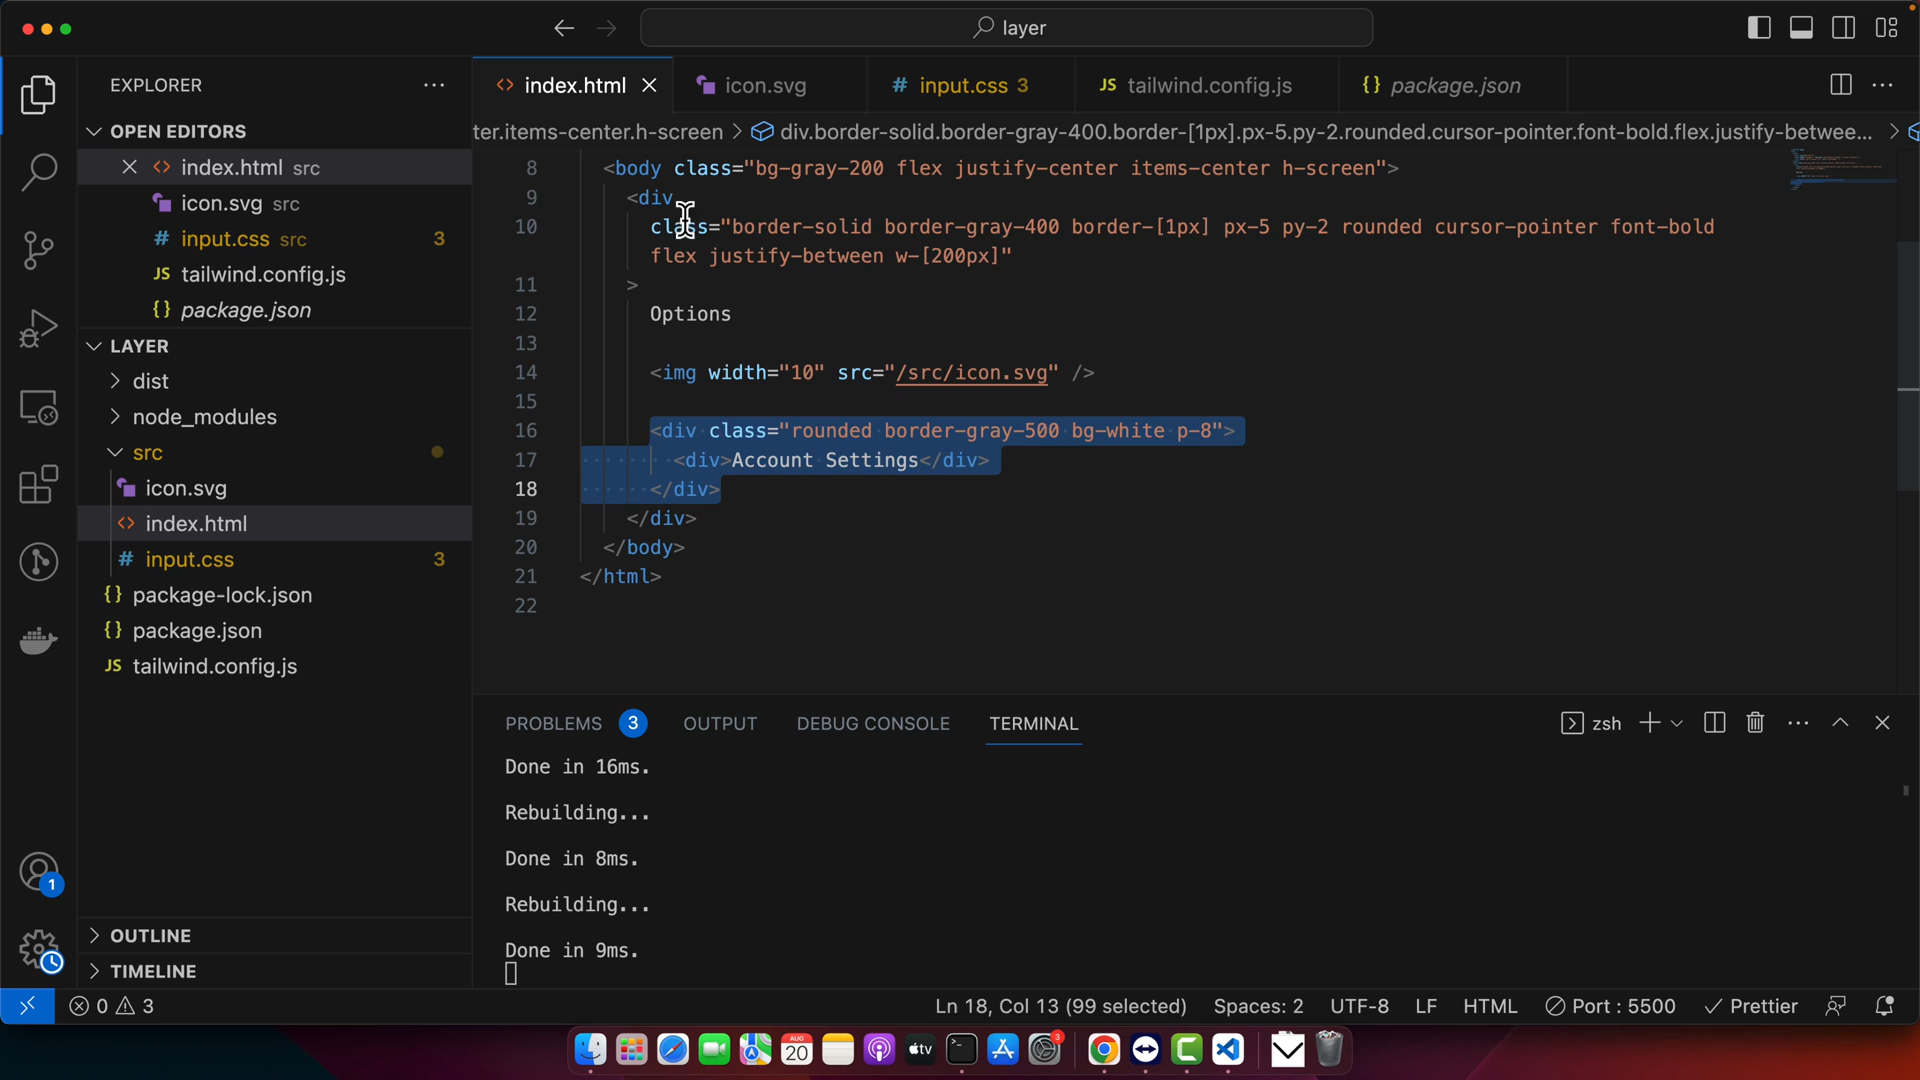 layer
EXPLORER
OPEN EDITORS
index.html src
icon.svg src
# input.css src 3
JS tailwind.config.js
{} package.json
LAYER
dist
node_modules
src
icon.svg
<> index.html
# input.css 3
{} package-lock.json
{} package.json
JS tailwind.config.js
OUTLINE
TIMELINE
<> index.html
icon.svg
# input.css 3
JS tailwind.config.js
{} package.json
ter.items-center.h-screen > div.border-solid.border-gray-400.border-[1px].px-5.py-2.rounded.cursor-pointer.font-bold.flex.justify-betwee... >
8 <body class="bg-gray-200 flex justify-center items-center h-screen">
9 <div
10 class="border-solid border-gray-400 border-[1px] px-5 py-2 rounded cursor-pointer font-bold
flex justify-between w-[200px]"
11 >
12 Options
13
14 <img width="10" src="/src/icon.svg" />
15
16 <div class="rounded border-gray-500 bg-white p-8">
17 <div>Account Settings</div>
18 </div>
19 </div>
20 </body>
21 </html>
22
PROBLEMS 3 OUTPUT DEBUG CONSOLE TERMINAL zsh
Done in 16ms.
Rebuilding...
Done in 8ms.
Rebuilding...
Done in 9ms.
1
0 3 Ln 18, Col 13 (99 selected) Spaces: 2 UTF-8 LF HTML Port : 5500 Prettier
AUG
20
tv
3